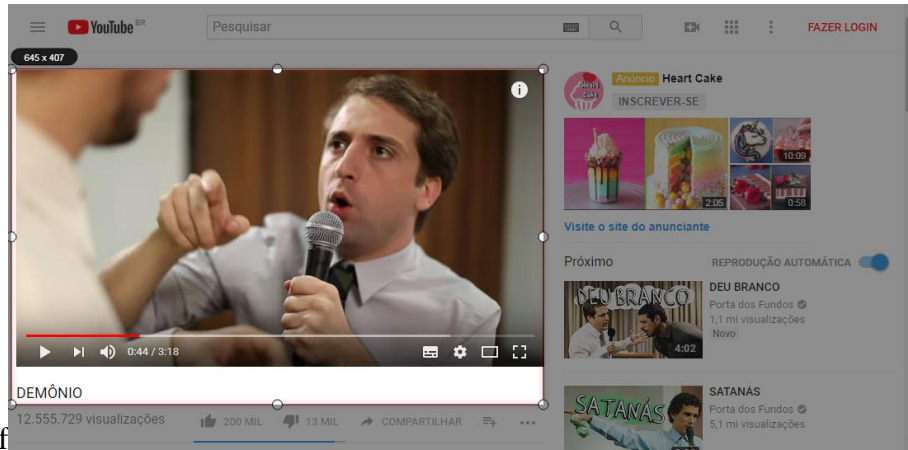 YouTube BR
Pesquisar
FAZER LOGIN
645 x 407
Anúncio Heart Cake
INSCREVER-SE
Heart Cake
10:09
2:05
0:58
Visite o site do anunciante
Próximo
REPRODUÇÃO AUTOMÁTICA
DEU BRANCO
4:02
DEU BRANCO
Porta dos Fundos
1,1 mi visualizações
Novo
0:44 / 3:18
DEMÔNIO
12.555.729 visualizações
200 MIL
13 MIL
COMPARTILHAR
SATANÁS
SATANÁS
Porta dos Fundos
5,1 mi visualizações
f